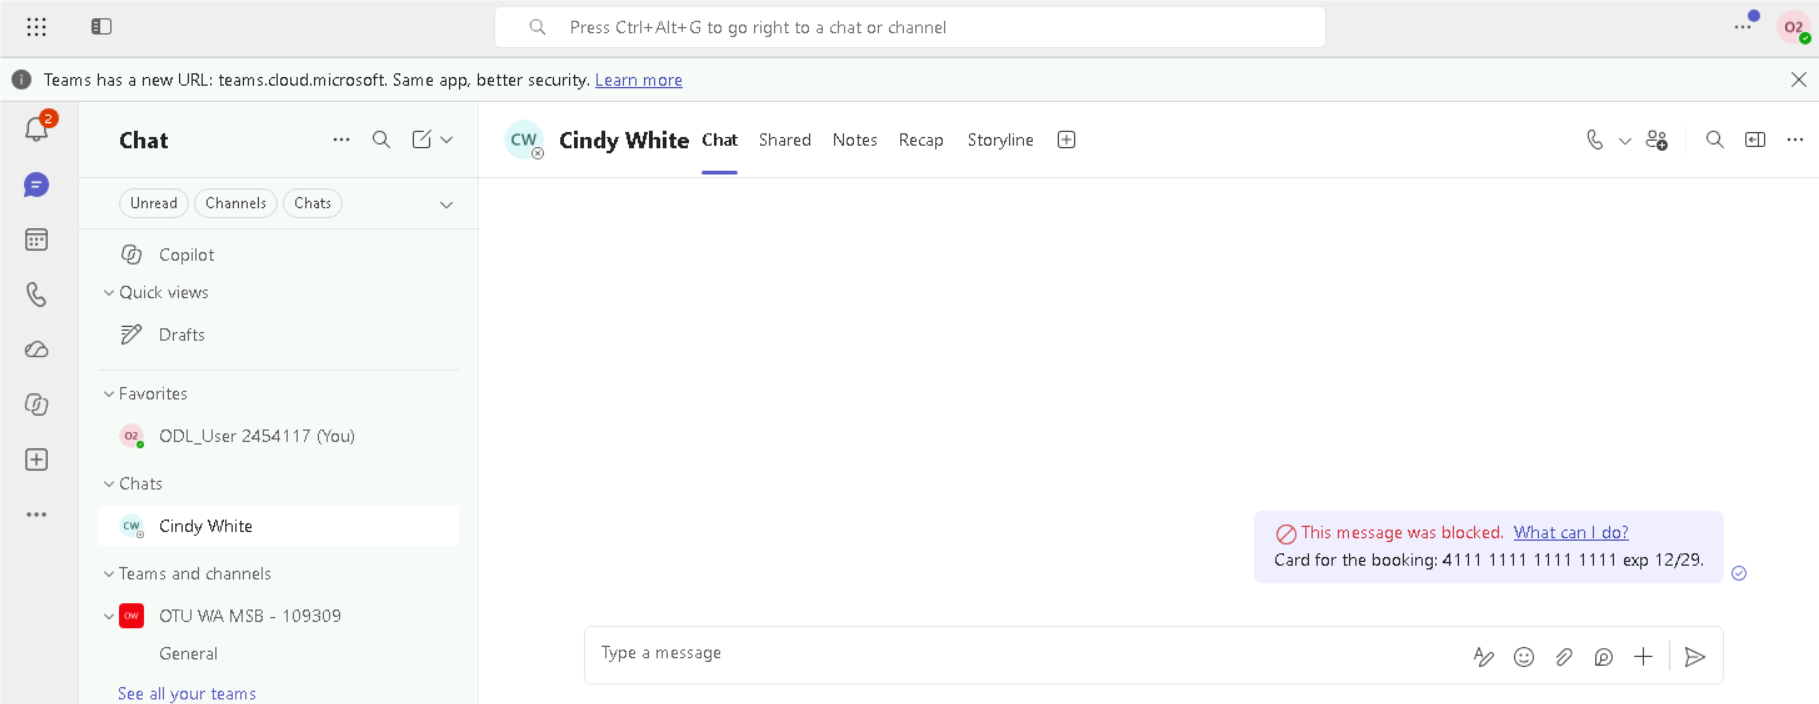 Press Ctrl+Alt+G to go right to a chat or channel
O2
Teams has a new URL: teams.cloud.microsoft. Same app, better security. Learn more
2
Chat
CW Cindy White Chat Shared Notes Recap Storyline
Unread Channels Chats
Copilot
Quick views
Drafts
Favorites
O2 ODL_User 2454117 (You)
Chats
CW Cindy White
Teams and channels
OW OTU WA MSB - 109309
General
See all your teams
This message was blocked. What can I do?
Card for the booking: 4111 1111 1111 1111 exp 12/29.
Type a message